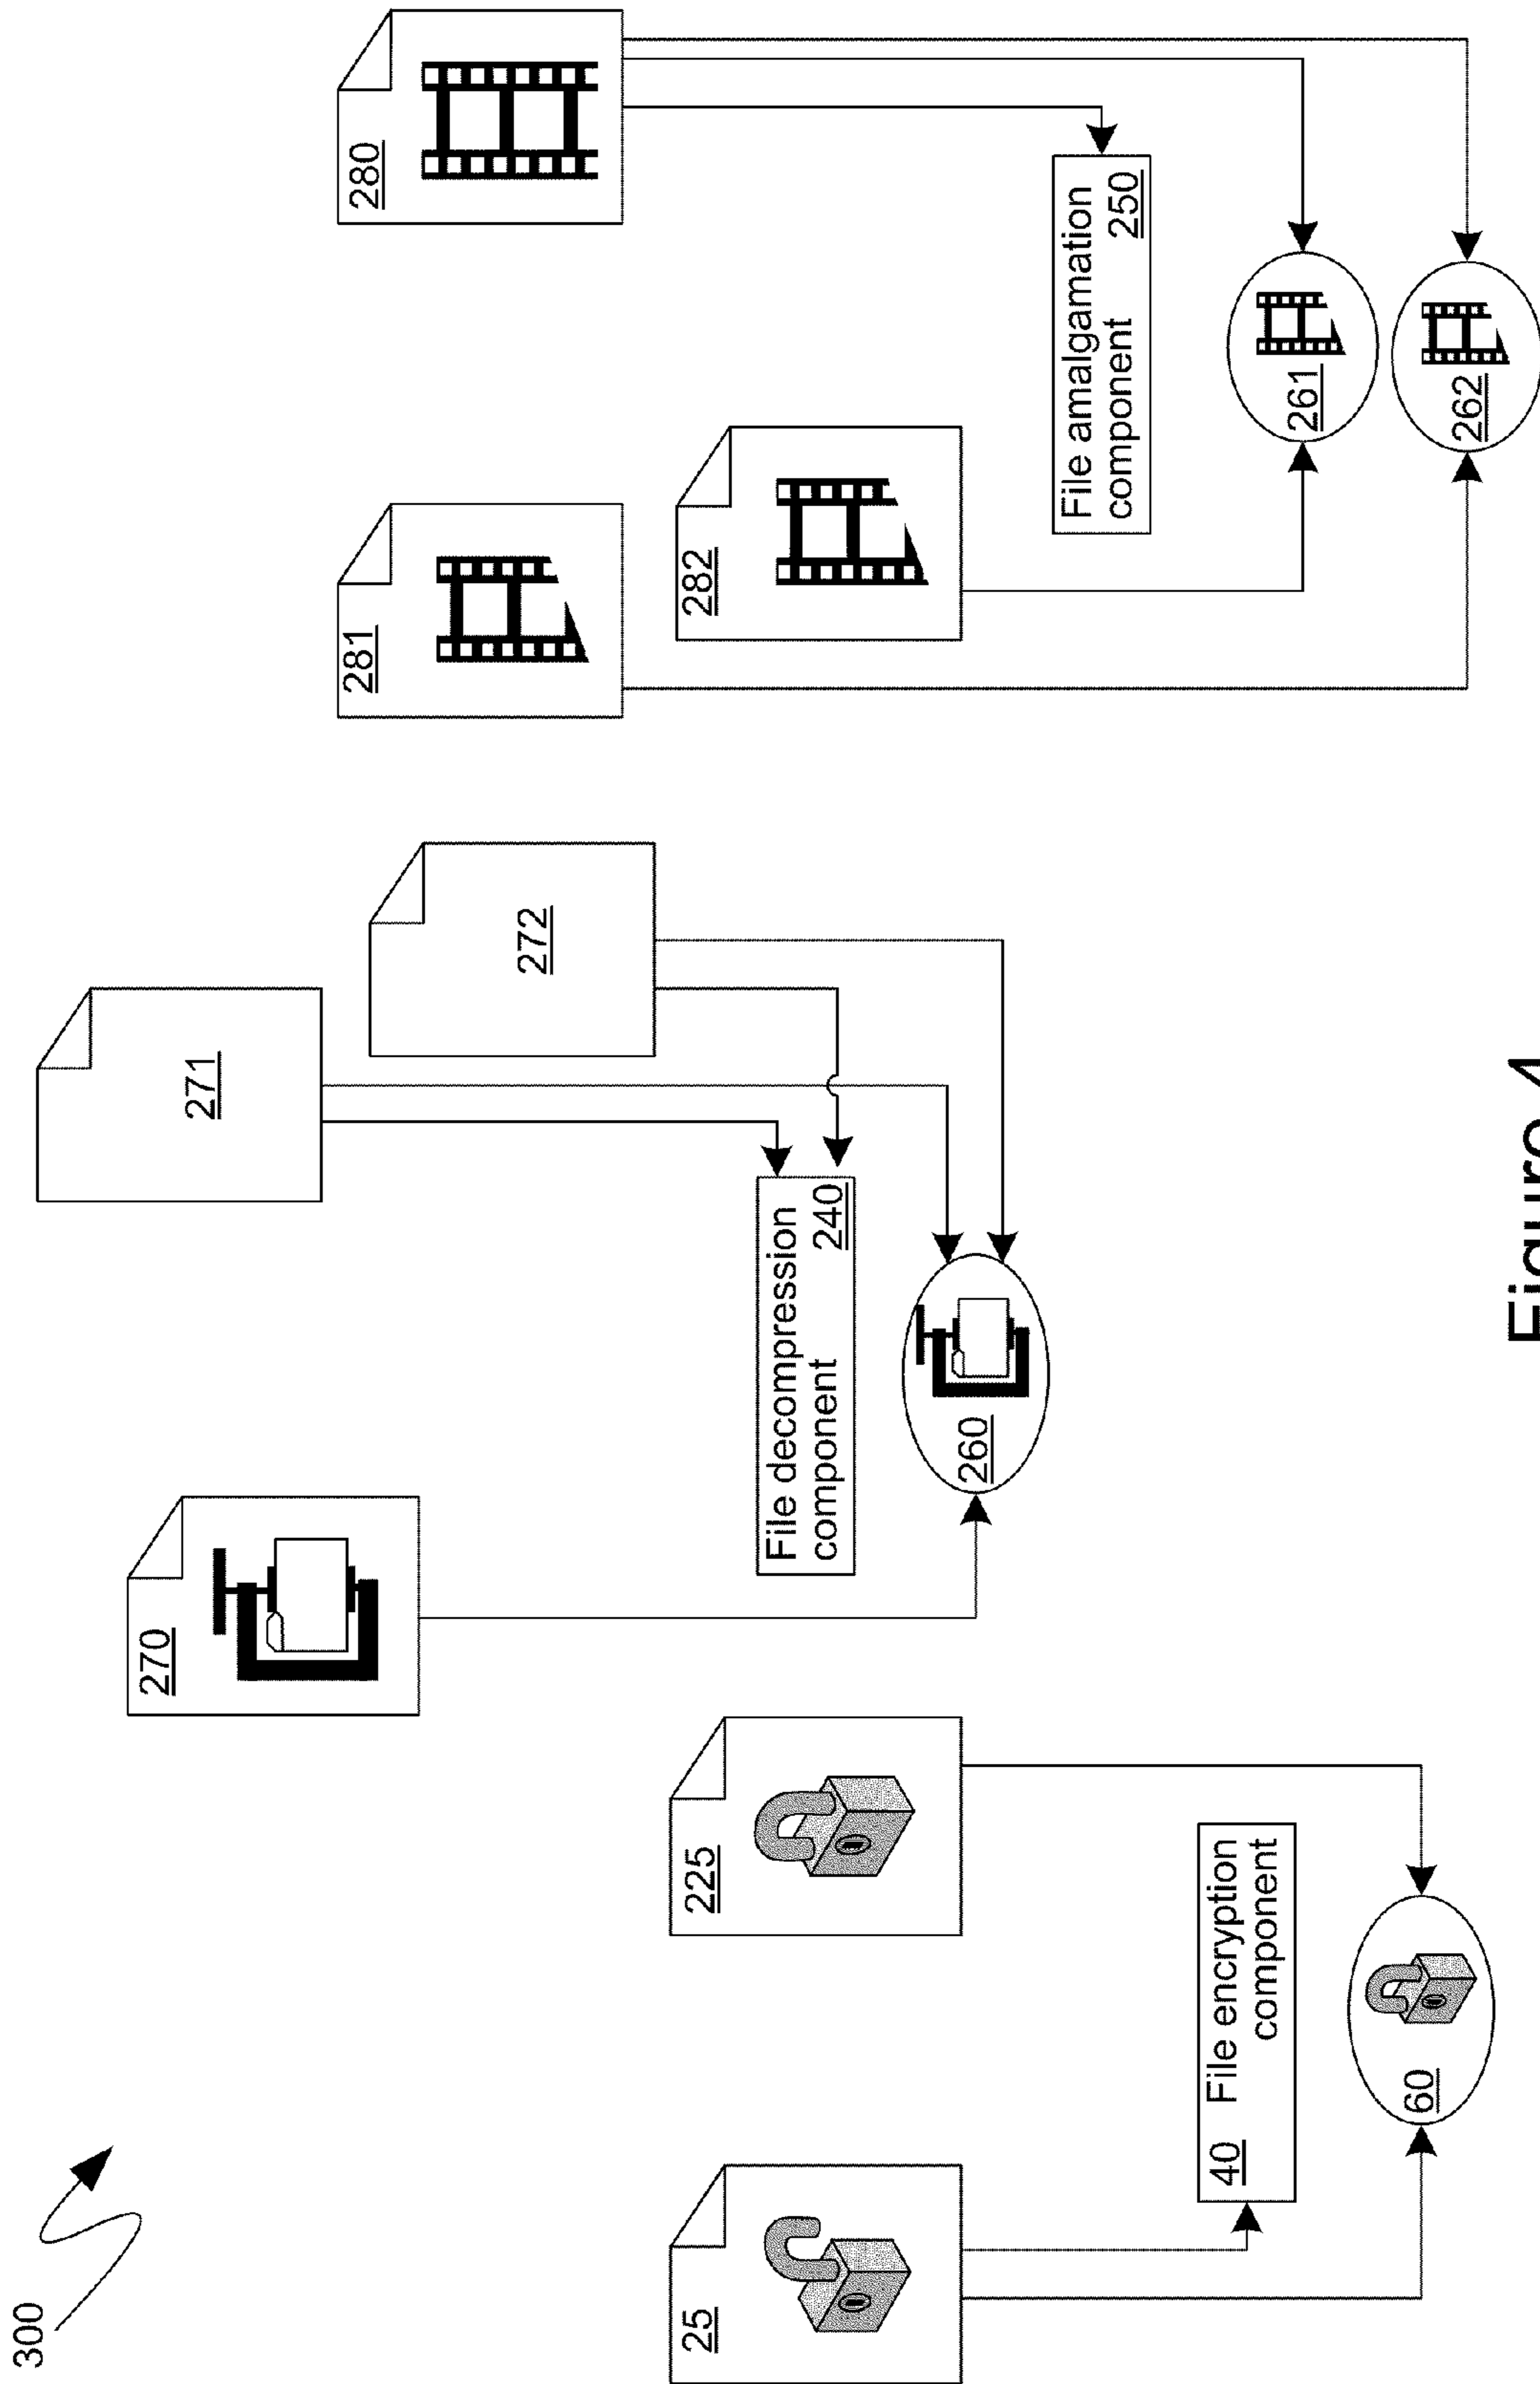 300
25
225
40 File encryption
component
60
270
271
272
File decompression
component 240
260
281
280
282
File amalgamation
component 250
261
262
Figure 4